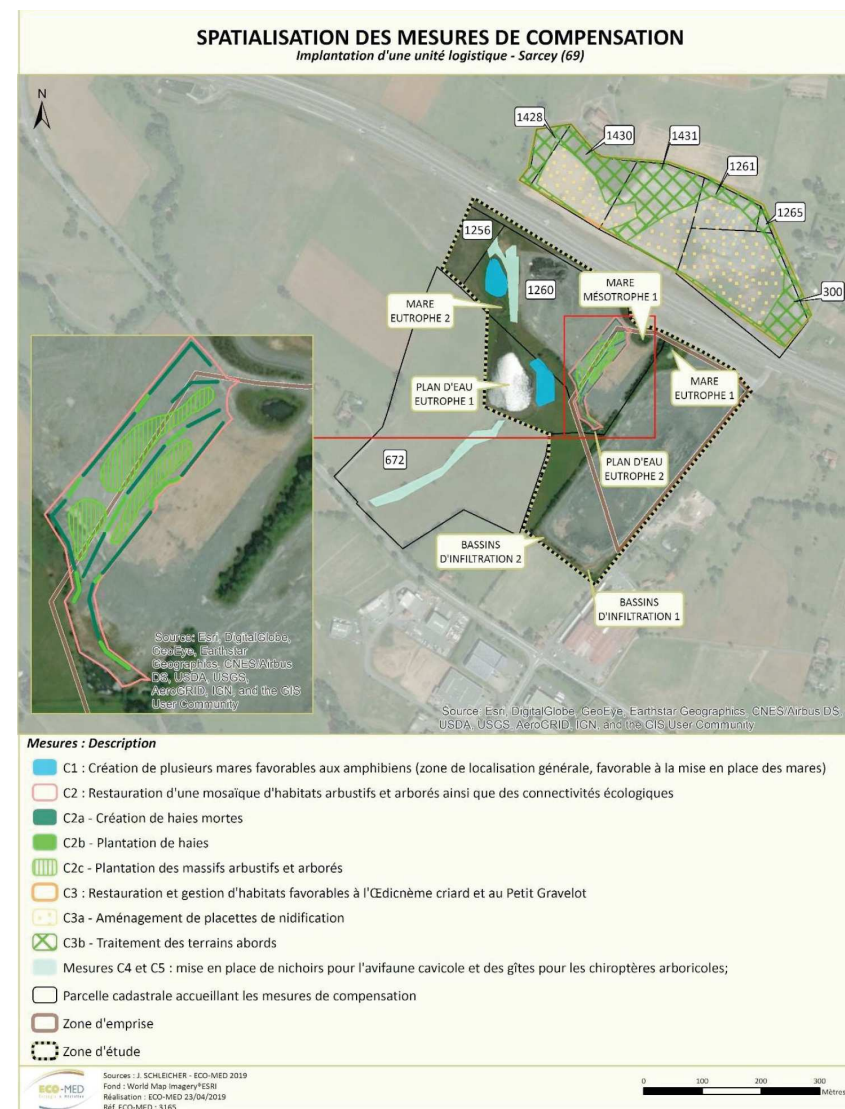 SPATIALISATION DES MESURES DE COMPENSATION
Implantation d'une unité logistique - Sarcey (69)
N
1428
1430
1431
1261
1265
300
1256
1260
MARE
MÉSOTROPHE 1
MARE
EUTROPHE 2
MARE
EUTROPHE 1
PLAN D'EAU
EUTROPHE 1
PLAN D'EAU
EUTROPHE 2
672
BASSINS
D'INFILTRATION 2
BASSINS
D'INFILTRATION 1
Source: Esri, DigitalGlobe,
GeoEye, Earthstar
Geographics, CNES/Airbus
DS, USDA, USGS,
AeroGRID, IGN, and the GIS
User Community
Source: Esri, DigitalGlobe, GeoEye, Earthstar Geographics, CNES/Airbus DS,
USDA, USGS, AeroGRID, IGN, and the GIS User Community
Mesures : Description
C1 : Création de plusieurs mares favorables aux amphibiens (zone de localisation générale, favorable à la mise en place des mares)
C2 : Restauration d'une mosaïque d'habitats arbustifs et arborés ainsi que des connectivités écologiques
C2a - Création de haies mortes
C2b - Plantation de haies
C2c - Plantation des massifs arbustifs et arborés
C3 : Restauration et gestion d'habitats favorables à l'Œdicnème criard et au Petit Gravelot
C3a - Aménagement de placettes de nidification
C3b - Traitement des terrains abords
Mesures C4 et C5 : mise en place de nichoirs pour l'avifaune cavicole et des gîtes pour les chiroptères arboricoles;
Parcelle cadastrale accueillant les mesures de compensation
Zone d'emprise
Zone d'étude
ECO-MED
Sources : J. SCHLEICHER - ECO-MED 2019
Fond : World Map Imagery®ESRI
Réalisation : ECO-MED 23/04/2019
Réf. ECO-MED : 3165
0 100 200 300
Mètres